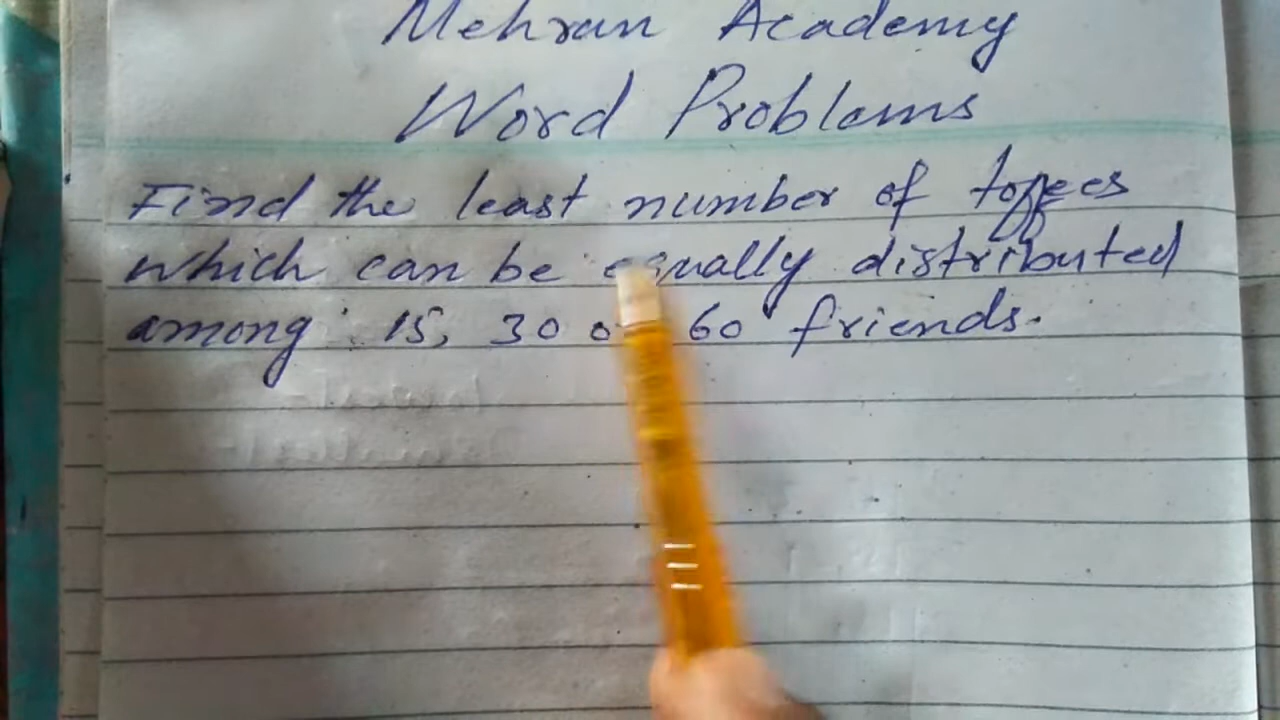 Mehran Academy
Word Problems
Find the least number of toffees
which can be equally distributed
among 15, 30 or 60 friends.